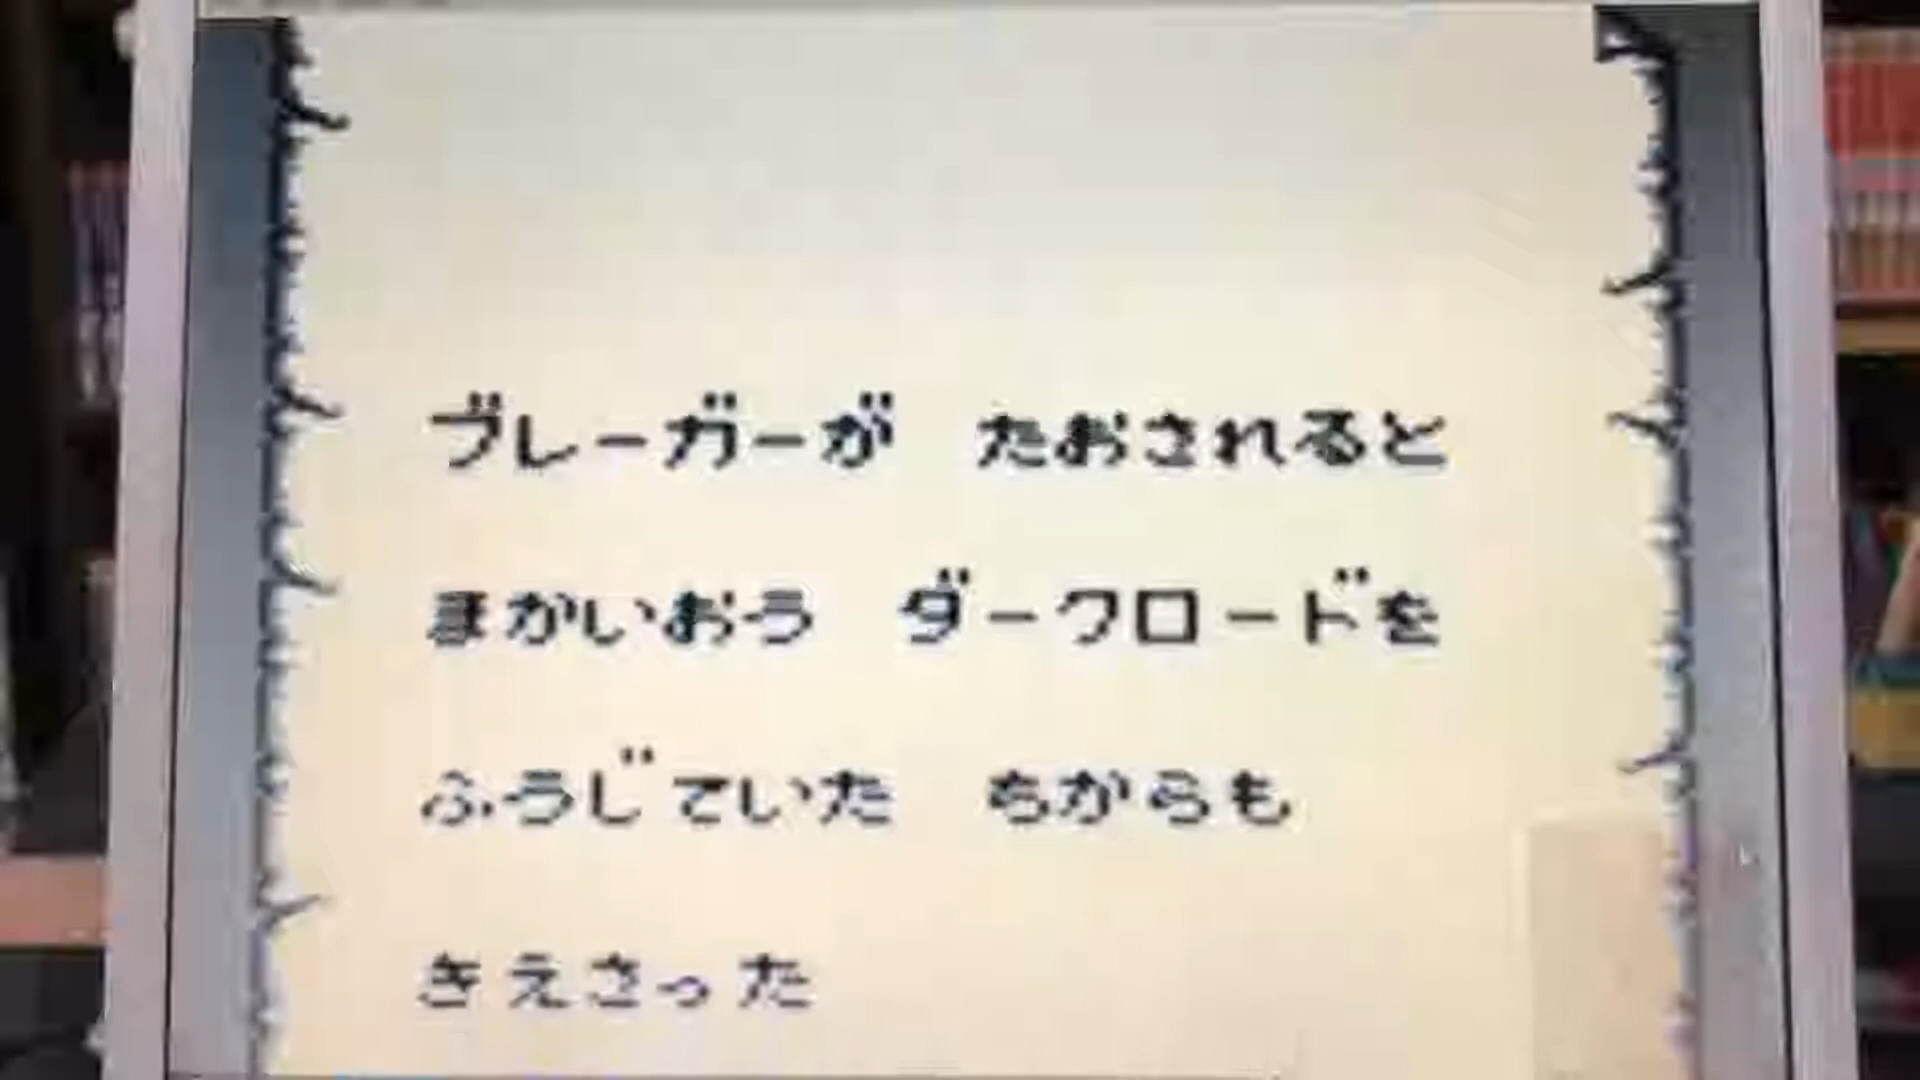 ブレーガーが　たおされると
まかいおう　ダークロードを
ふうじていた　ちからも
きえさった